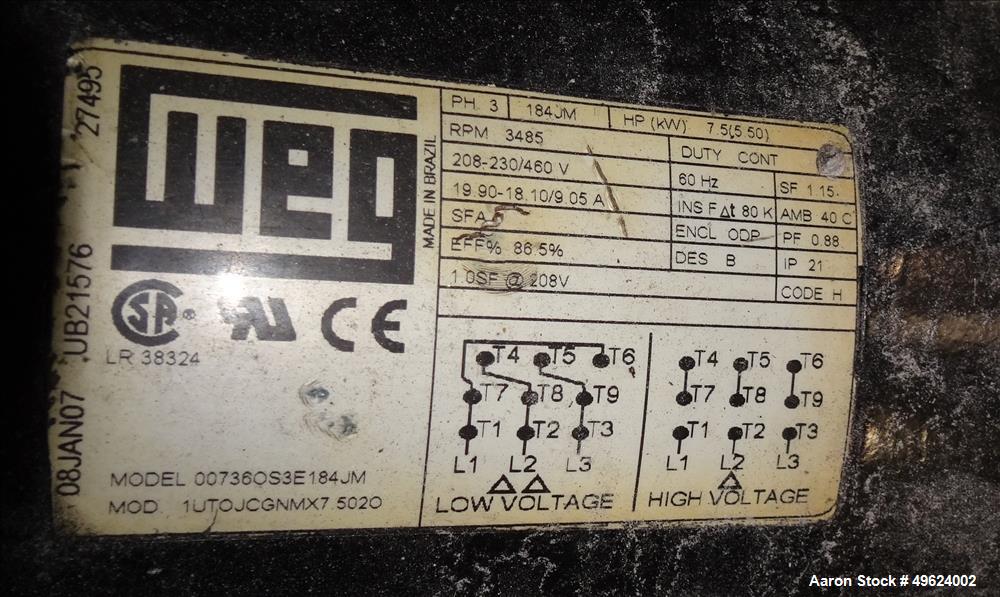 WEG
MADE IN BRAZIL
08JAN07 UB21576 27495
LR 38324
MODEL 00736OS3E184JM
MOD. 1UTOJCGNMX7.5020
PH. 3 184JM HP (kW) 7.5(5.50)
RPM 3485 DUTY CONT
208-230/460 V 60 Hz SF 1.15
19.90-18.10/9.05 A INS F Δt 80 K AMB 40 C
SFA ENCL ODP PF 0.88
EFF% 86.5% DES B IP 21
1.0SF @ 208V CODE H
T4 T5 T6 T4 T5 T6
T7 T8 T9 T7 T8 T9
T1 T2 T3 T1 T2 T3
L1 L2 L3 L1 L2 L3
LOW VOLTAGE HIGH VOLTAGE
Aaron Stock # 49624002